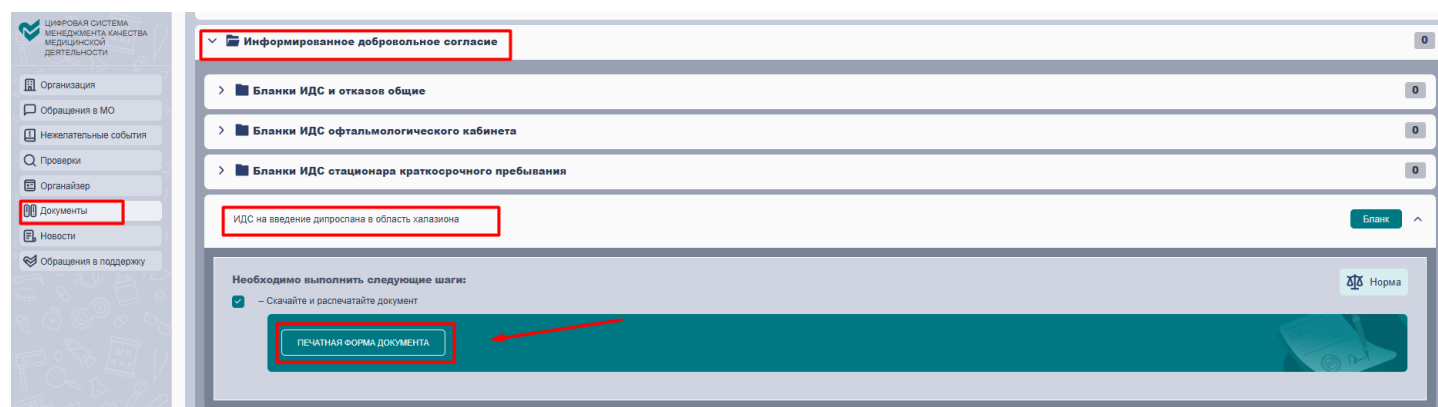 ЦИФРОВАЯ СИСТЕМА
МЕНЕДЖМЕНТА КАЧЕСТВА
МЕДИЦИНСКОЙ
ДЕЯТЕЛЬНОСТИ
Организация
Обращения в МО
Нежелательные события
Проверки
Органайзер
Документы
Новости
Обращения в поддержку
Информированное добровольное согласие
0
Бланки ИДС и отказов общие
0
Бланки ИДС офтальмологического кабинета
0
Бланки ИДС стационара краткосрочного пребывания
0
ИДС на введение дипроспана в область халазиона
Бланк
Необходимо выполнить следующие шаги:
Норма
– Скачайте и распечатайте документ
ПЕЧАТНАЯ ФОРМА ДОКУМЕНТА